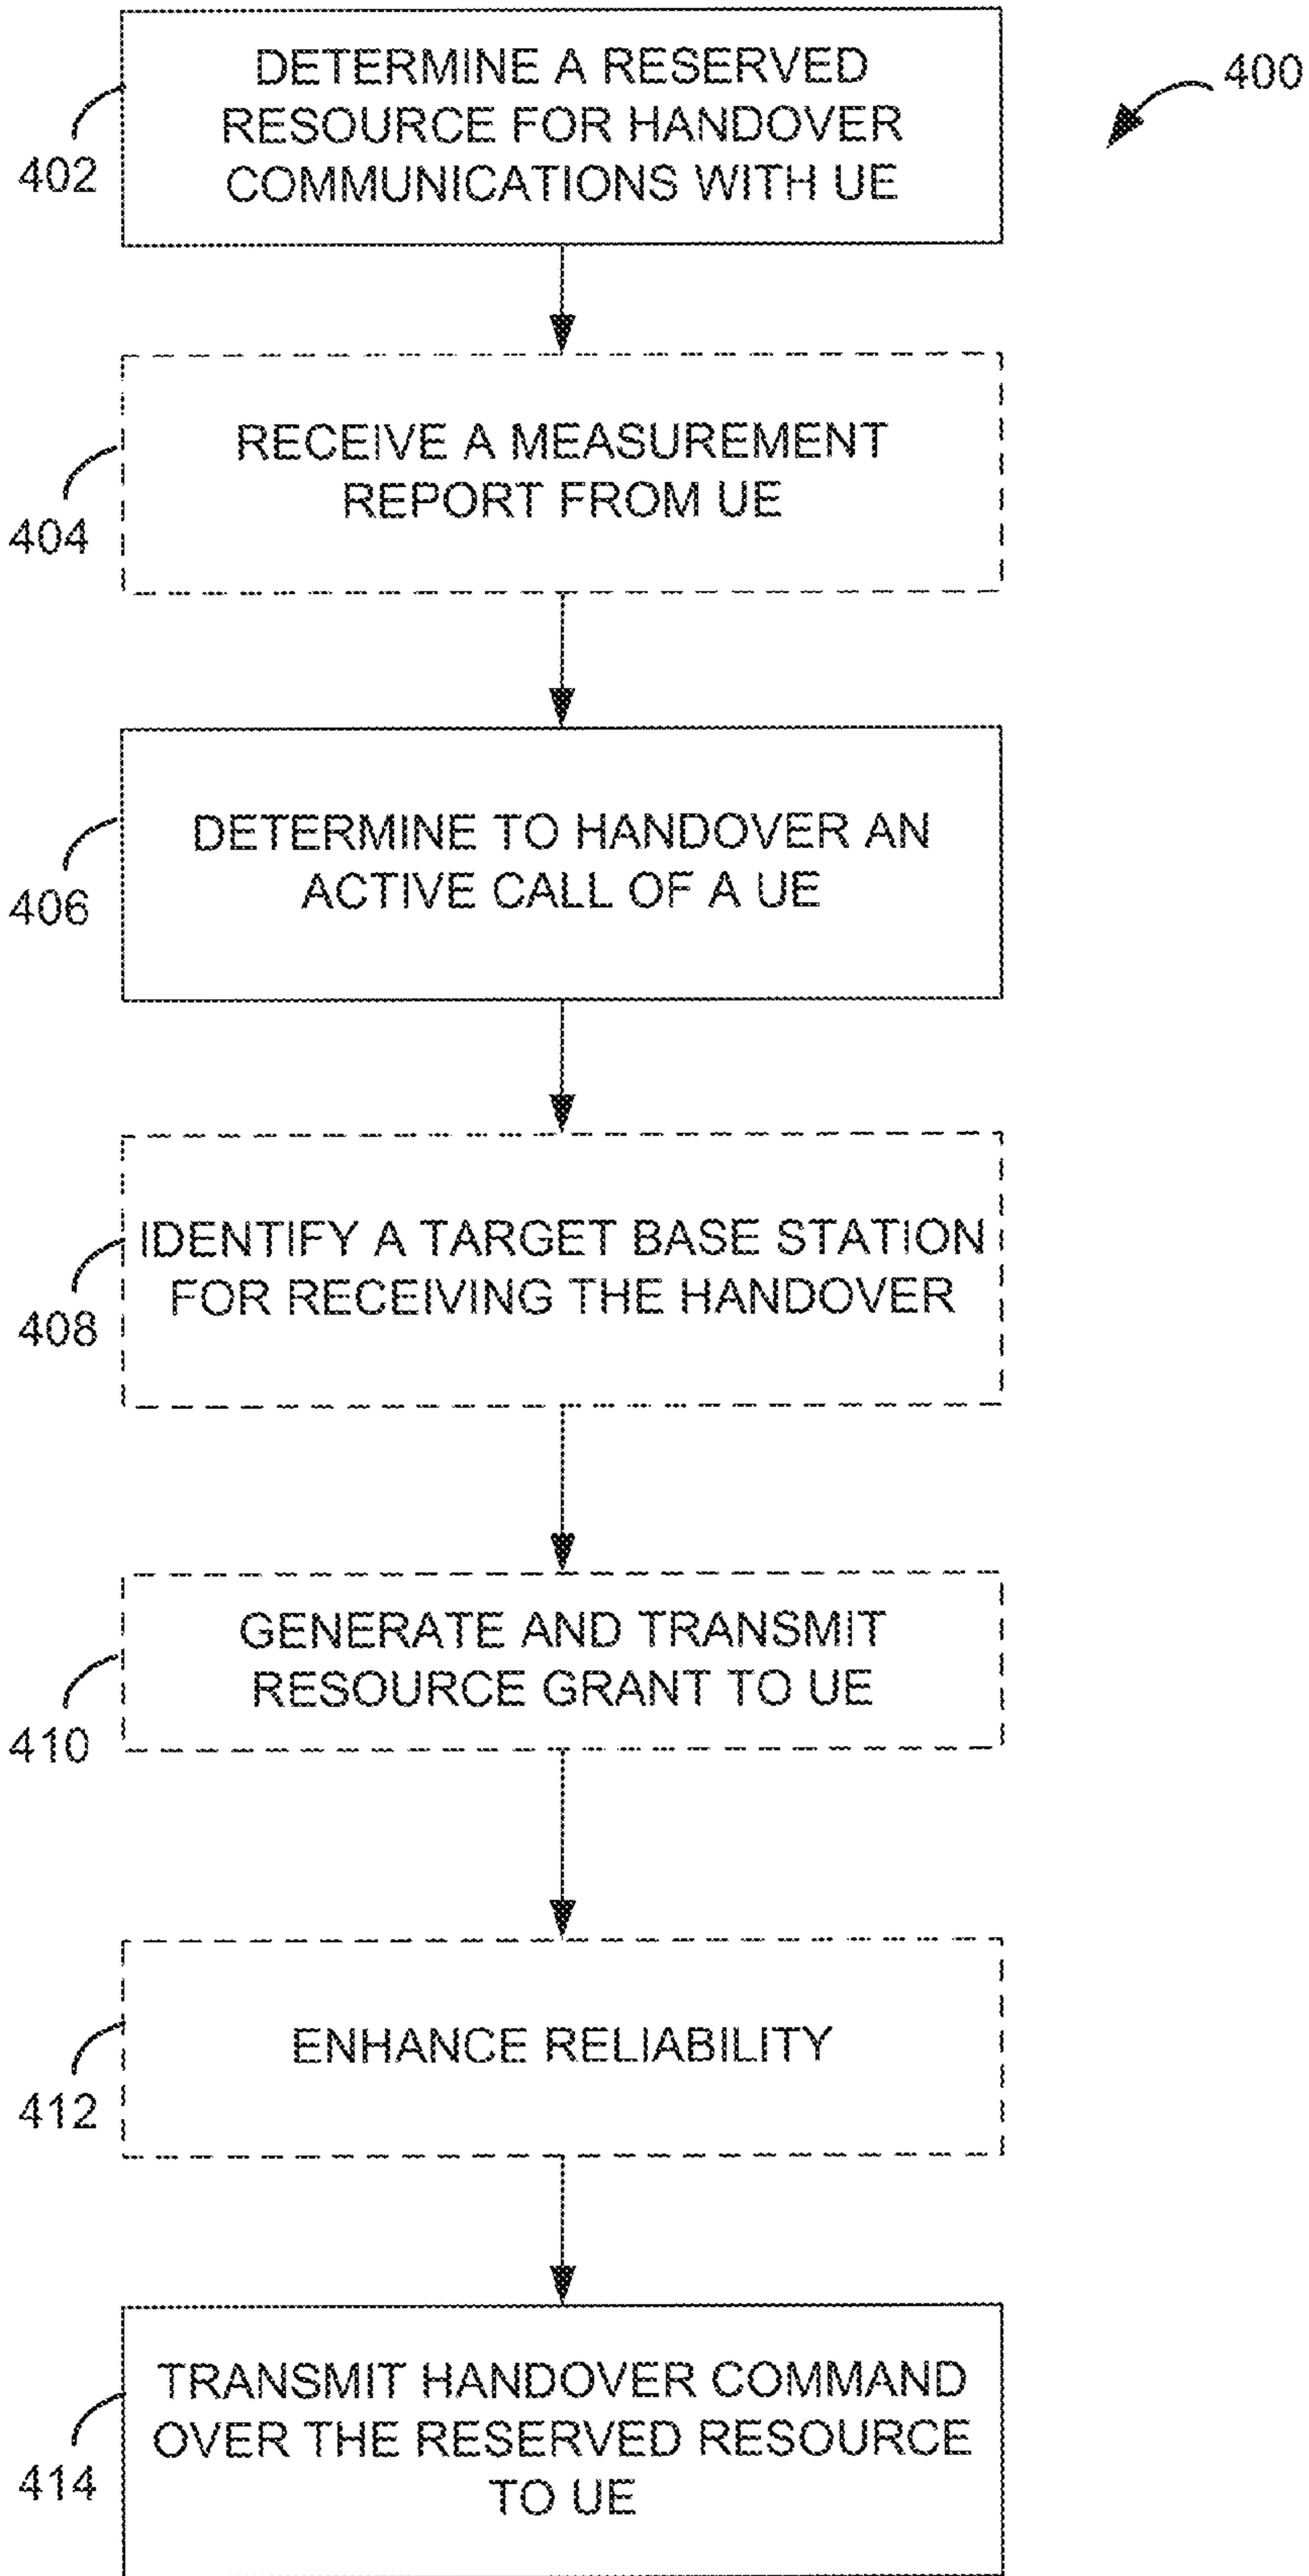 DETERMINE A RESERVED
RESOURCE FOR HANDOVER
COMMUNICATIONS WITH UE
400
402
RECEIVE A MEASUREMENT
REPORT FROM UE
404
DETERMINE TO HANDOVER AN
ACTIVE CALL OF A UE
406
IDENTIFY A TARGET BASE STATION
FOR RECEIVING THE HANDOVER
408
GENERATE AND TRANSMIT
RESOURCE GRANT TO UE
410
ENHANCE RELIABILITY
412
TRANSMIT HANDOVER COMMAND
OVER THE RESERVED RESOURCE
TO UE
414